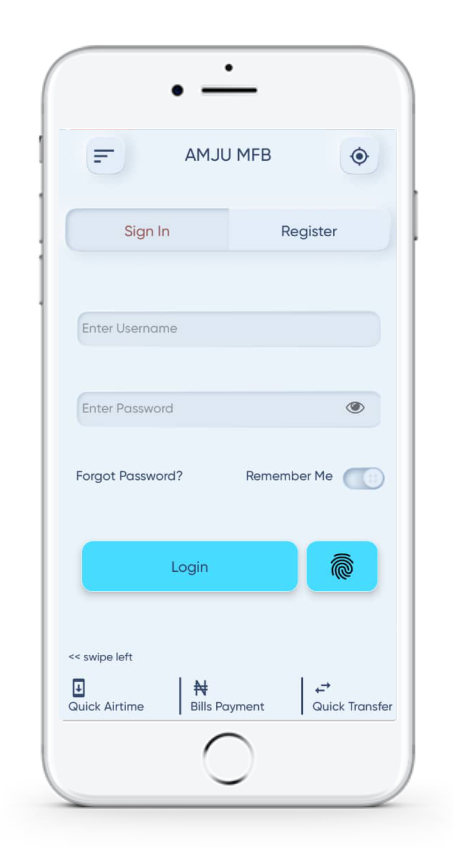 AMJU MFB
Sign In
Register
Enter Username
Enter Password
Forgot Password?
Remember Me
Login
<< swipe left
₦
Quick Airtime
Bills Payment
Quick Transfer